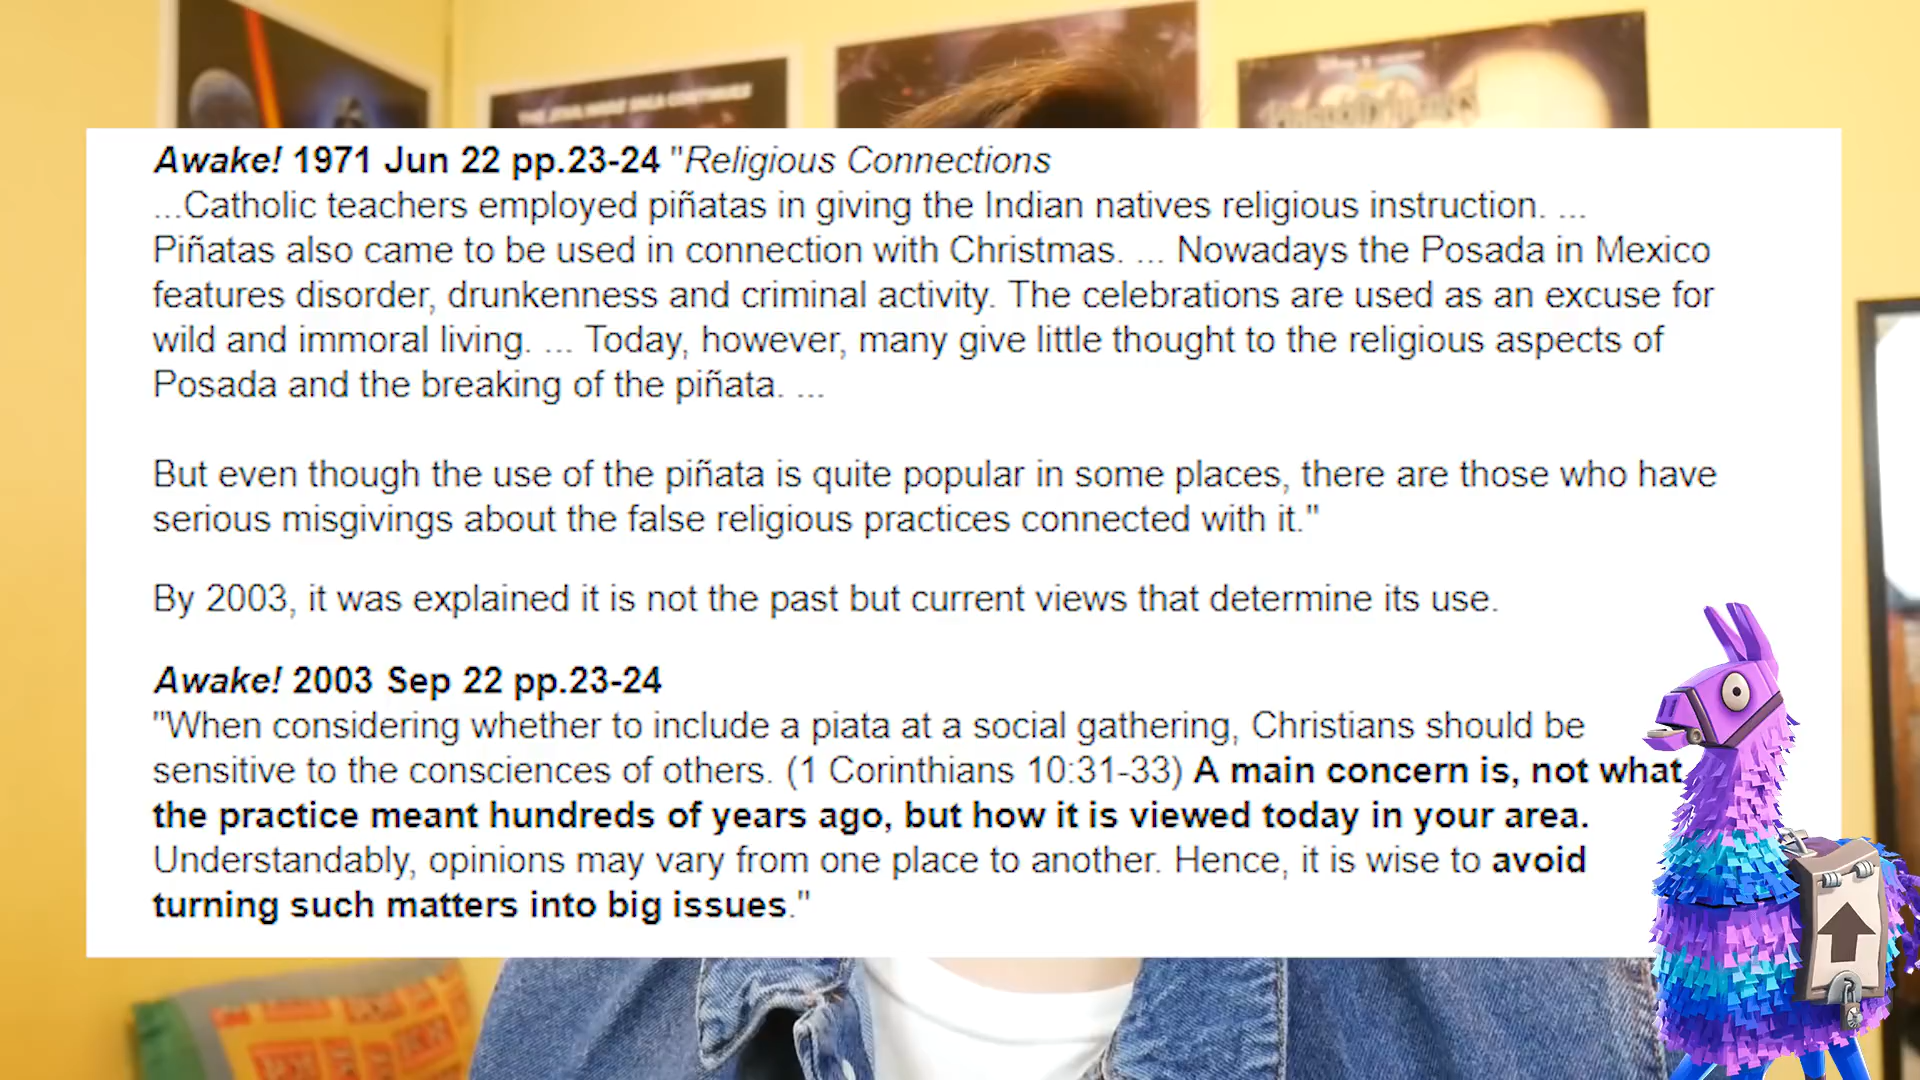 THE STAR WARS SAGA CONTINUES
Awake! 1971 Jun 22 pp.23-24 "Religious Connections
...Catholic teachers employed piñatas in giving the Indian natives religious instruction. ...
Piñatas also came to be used in connection with Christmas. ... Nowadays the Posada in Mexico
features disorder, drunkenness and criminal activity. The celebrations are used as an excuse for
wild and immoral living. ... Today, however, many give little thought to the religious aspects of
Posada and the breaking of the piñata. ...
But even though the use of the piñata is quite popular in some places, there are those who have
serious misgivings about the false religious practices connected with it."
By 2003, it was explained it is not the past but current views that determine its use.
Awake! 2003 Sep 22 pp.23-24
"When considering whether to include a piata at a social gathering, Christians should be
sensitive to the consciences of others. (1 Corinthians 10:31-33) A main concern is, not what
the practice meant hundreds of years ago, but how it is viewed today in your area.
Understandably, opinions may vary from one place to another. Hence, it is wise to avoid
turning such matters into big issues."